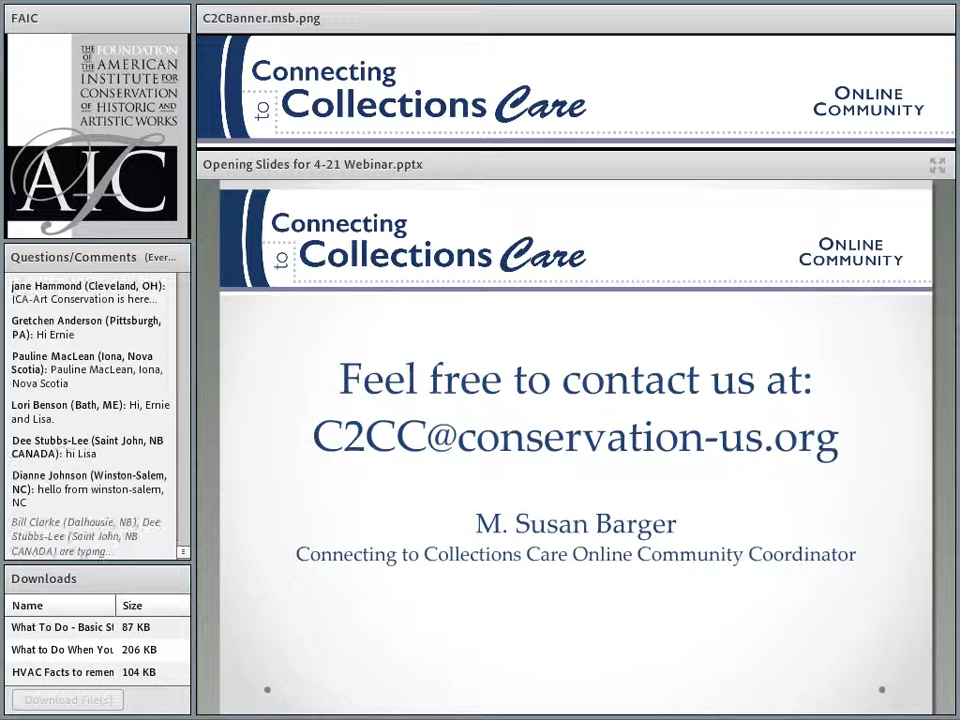 FAIC
THE FOUNDATION
OF THE AMERICAN
INSTITUTE FOR
CONSERVATION
OF HISTORIC AND
ARTISTIC WORKS
AIC
Questions/Comments (Ever...
jane Hammond (Cleveland, OH):
ICA-Art Conservation is here...
Gretchen Anderson (Pittsburgh,
PA): Hi Ernie
Pauline MacLean (Iona, Nova
Scotia): Pauline MacLean, Iona,
Nova Scotia
Lori Benson (Bath, ME): Hi, Ernie
and Lisa.
Dee Stubbs-Lee (Saint John, NB
CANADA): hi Lisa
Dianne Johnson (Winston-Salem,
NC): hello from winston-salem,
NC
Bill Clarke (Dalhousie, NB), Dee
Stubbs-Lee (Saint John, NB
CANADA) are typing...
Downloads
Name Size
What To Do - Basic St 87 KB
What to Do When You 206 KB
HVAC Facts to remen 104 KB
Download File(s)
C2CBanner.msb.png
Connecting
to Collections Care
ONLINE
COMMUNITY
Opening Slides for 4-21 Webinar.pptx
Connecting
to Collections Care
ONLINE
COMMUNITY
Feel free to contact us at:
C2CC@conservation-us.org
M. Susan Barger
Connecting to Collections Care Online Community Coordinator